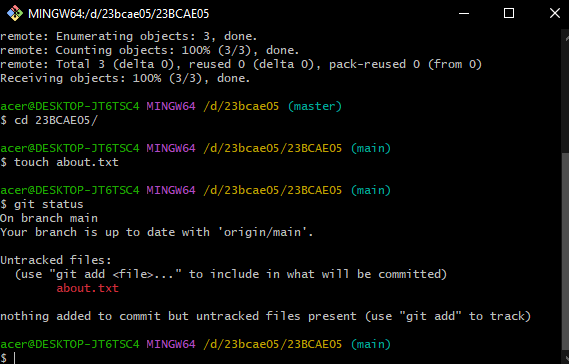 MINGW64:/d/23bcae05/23BCAE05
remote: Enumerating objects: 3, done.
remote: Counting objects: 100% (3/3), done.
remote: Total 3 (delta 0), reused 0 (delta 0), pack-reused 0 (from 0)
Receiving objects: 100% (3/3), done.
acer@DESKTOP-JT6TSC4 MINGW64 /d/23bcae05 (master)
$ cd 23BCAE05/
acer@DESKTOP-JT6TSC4 MINGW64 /d/23bcae05/23BCAE05 (main)
$ touch about.txt
acer@DESKTOP-JT6TSC4 MINGW64 /d/23bcae05/23BCAE05 (main)
$ git status
On branch main
Your branch is up to date with 'origin/main'.
Untracked files:
  (use "git add <file>..." to include in what will be committed)
        about.txt
nothing added to commit but untracked files present (use "git add" to track)
acer@DESKTOP-JT6TSC4 MINGW64 /d/23bcae05/23BCAE05 (main)
$